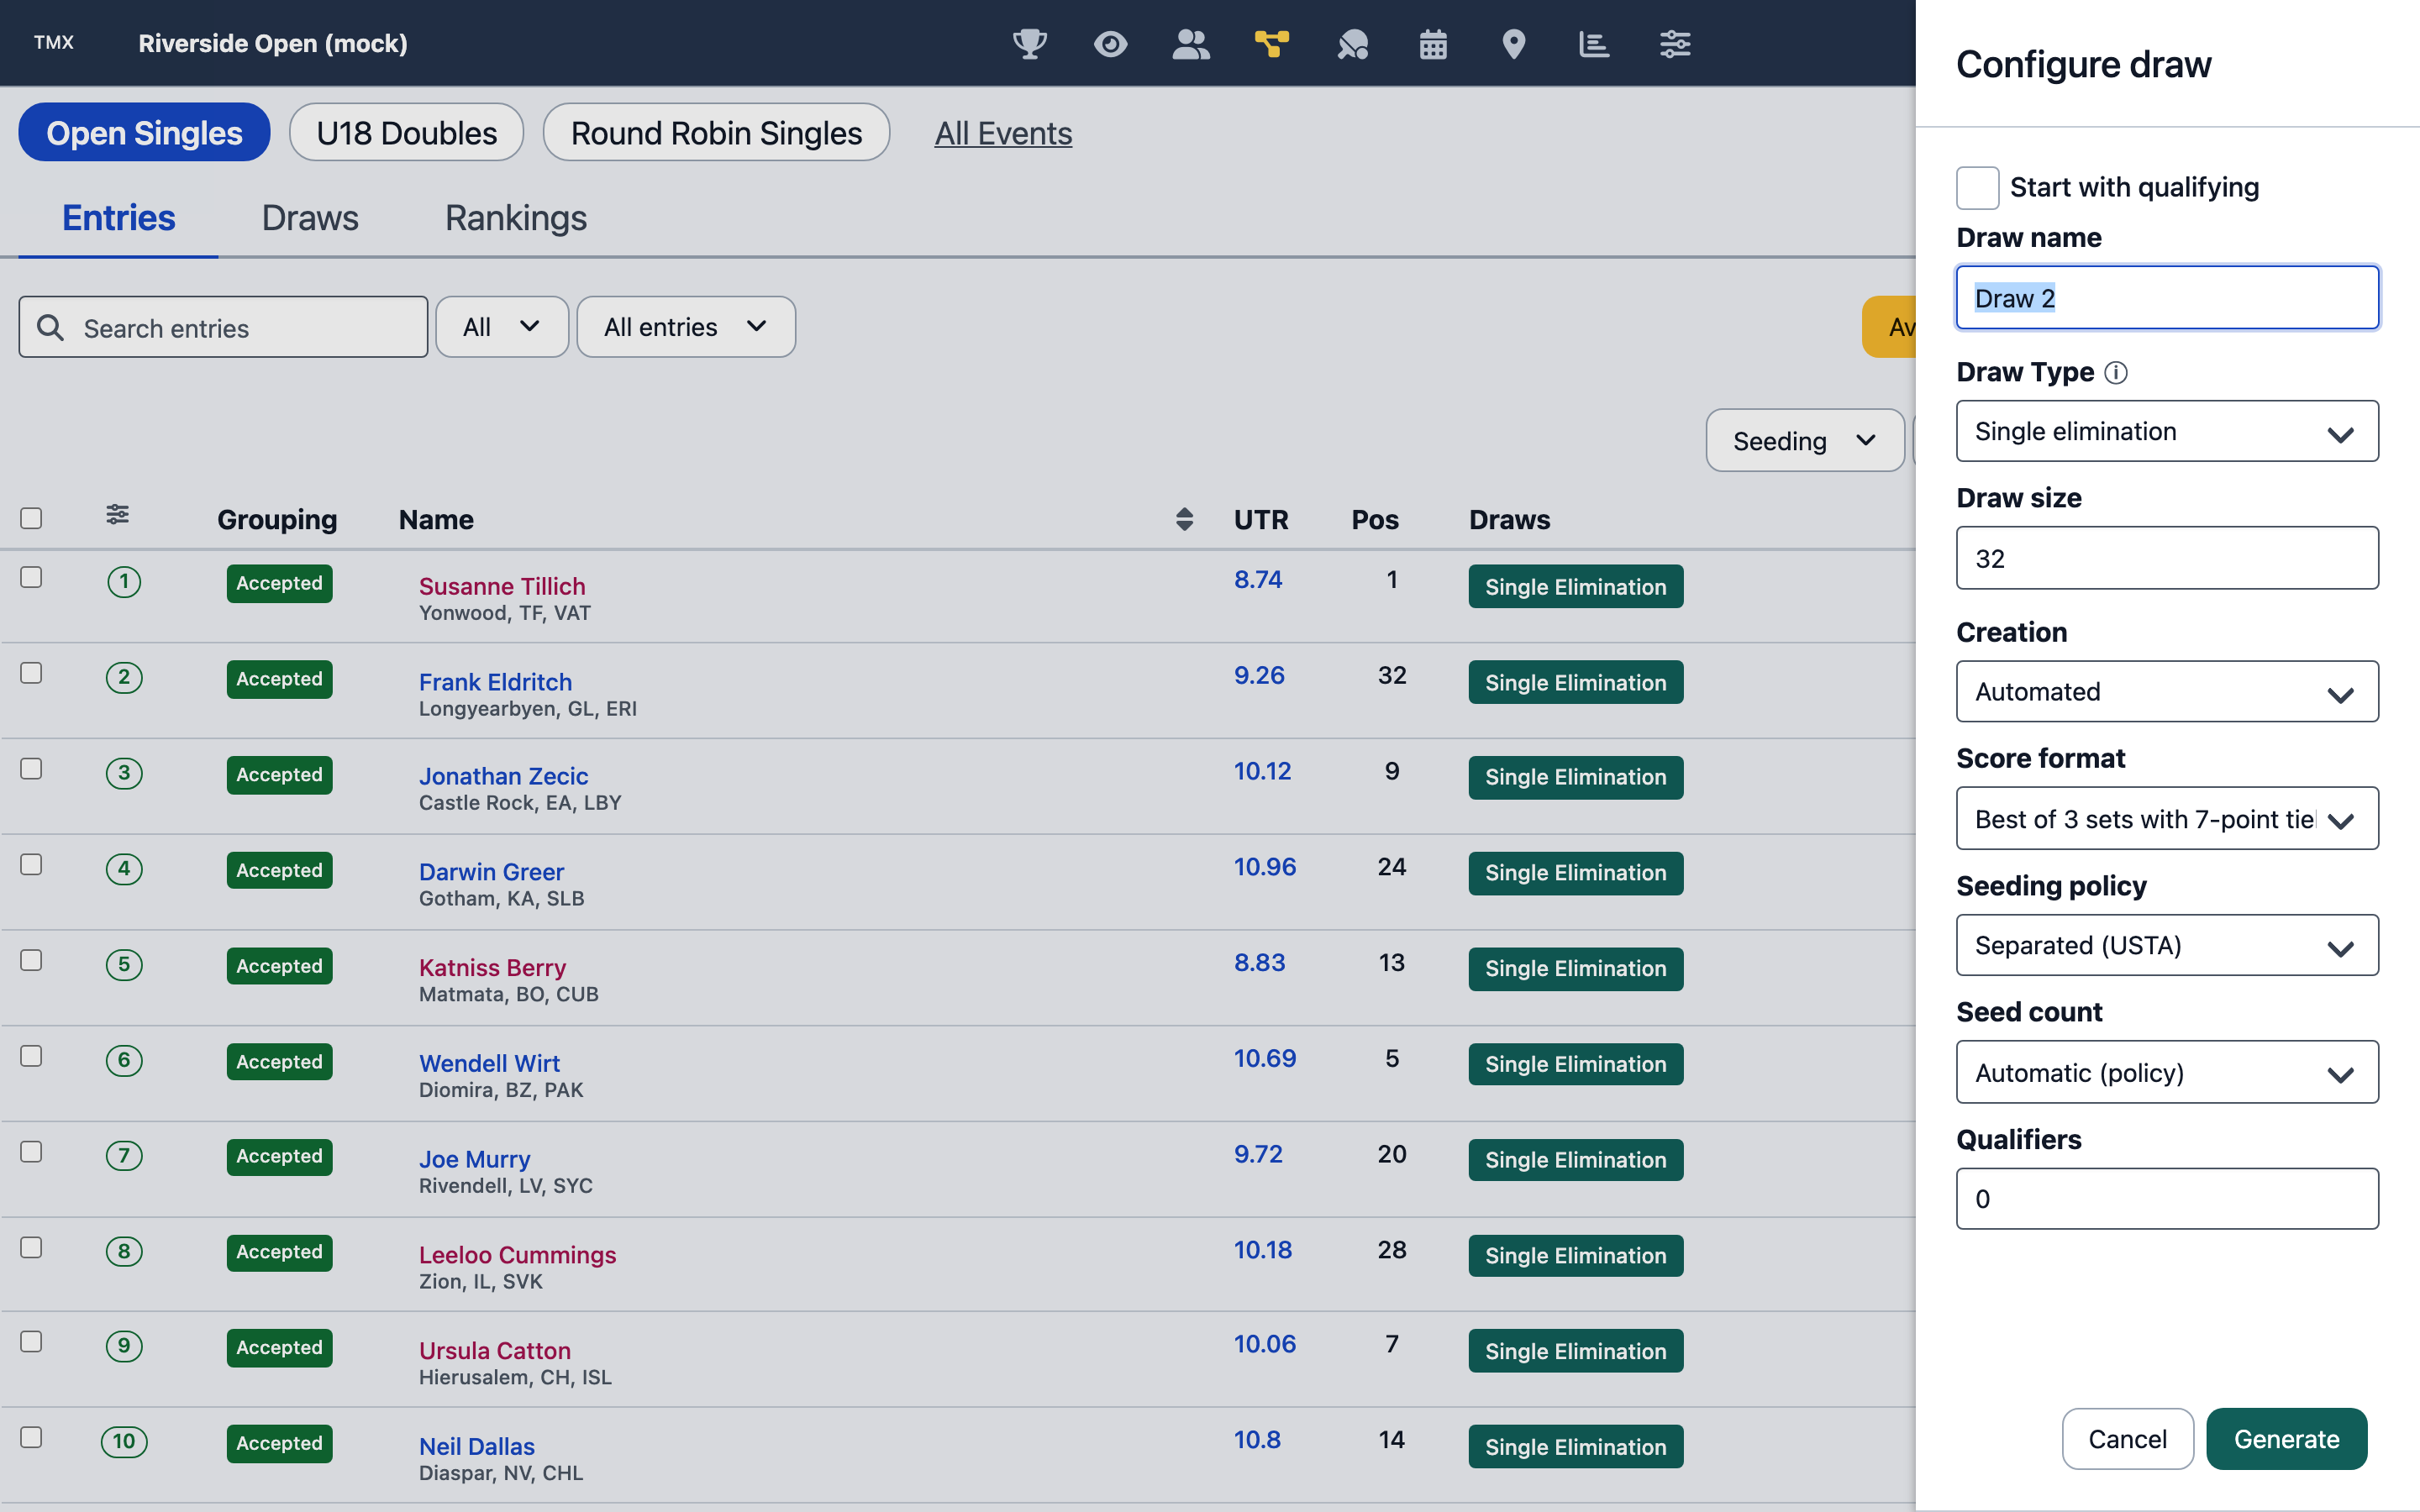 TMX
Riverside Open (mock)
Open Singles
U18 Doubles
Round Robin Singles
All Events
Entries
Draws
Rankings
Search entries
All
All entries
Av
Seeding
Grouping Name UTR Pos Draws
1 Accepted Susanne Tillich 8.74 1 Single Elimination
Yonwood, TF, VAT
2 Accepted Frank Eldritch 9.26 32 Single Elimination
Longyearbyen, GL, ERI
3 Accepted Jonathan Zecic 10.12 9 Single Elimination
Castle Rock, EA, LBY
4 Accepted Darwin Greer 10.96 24 Single Elimination
Gotham, KA, SLB
5 Accepted Katniss Berry 8.83 13 Single Elimination
Matmata, BO, CUB
6 Accepted Wendell Wirt 10.69 5 Single Elimination
Diomira, BZ, PAK
7 Accepted Joe Murry 9.72 20 Single Elimination
Rivendell, LV, SYC
8 Accepted Leeloo Cummings 10.18 28 Single Elimination
Zion, IL, SVK
9 Accepted Ursula Catton 10.06 7 Single Elimination
Hierusalem, CH, ISL
10 Accepted Neil Dallas 10.8 14 Single Elimination
Diaspar, NV, CHL
Configure draw
Start with qualifying
Draw name
Draw 2
Draw Type
Single elimination
Draw size
32
Creation
Automated
Score format
Best of 3 sets with 7-point tie
Seeding policy
Separated (USTA)
Seed count
Automatic (policy)
Qualifiers
0
Cancel
Generate